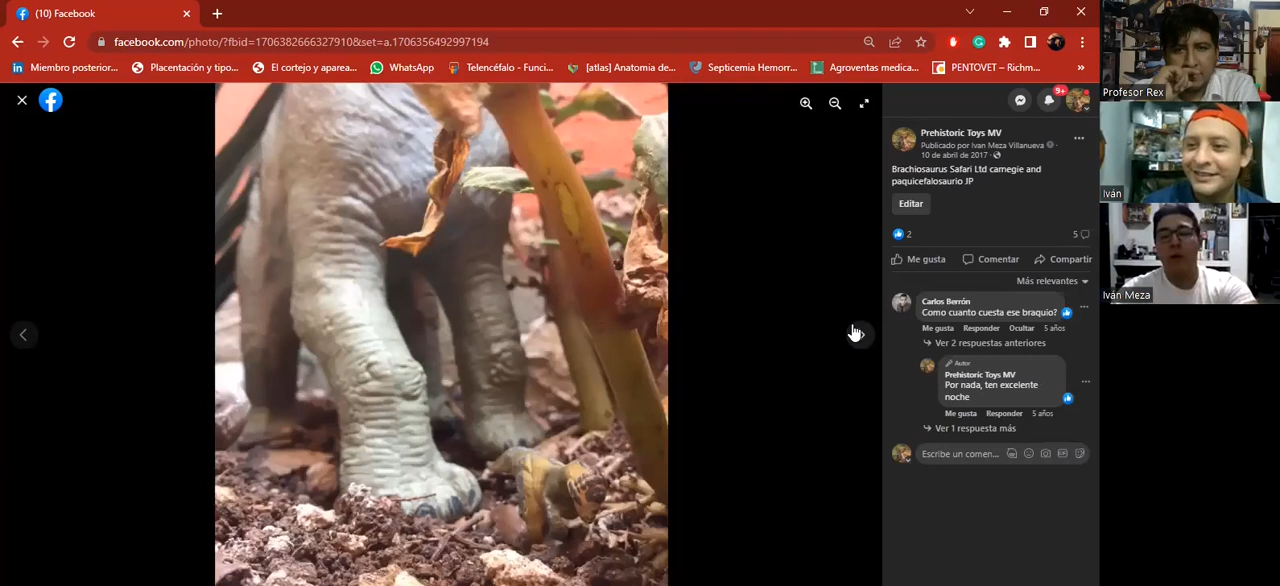 (10) Facebook
facebook.com/photo/?fbid=1706382666327910&set=a.1706356492997194
Miembro posterior... Placentación y tipo... El cortejo y aparea... WhatsApp Telencéfalo - Funci... [atlas] Anatomia de... Septicemia Hemorr... Agroventas medica... PENTOVET – Richm... »
Profesor Rex
Iván
Iván Meza
9+
Prehistoric Toys MV
Publicado por Ivan Meza Villanueva
10 de abril de 2017
Brachiosaurus Safari Ltd carnegie and
paquicefalosaurio JP
Editar
2 5
Me gusta Comentar Compartir
Más relevantes
Carlos Berrón
Como cuanto cuesta ese braquio?
Me gusta Responder Ocultar 5 años
Ver 2 respuestas anteriores
Autor
Prehistoric Toys MV
Por nada, ten excelente
noche
Me gusta Responder 5 años
Ver 1 respuesta más
Escribe un comen...